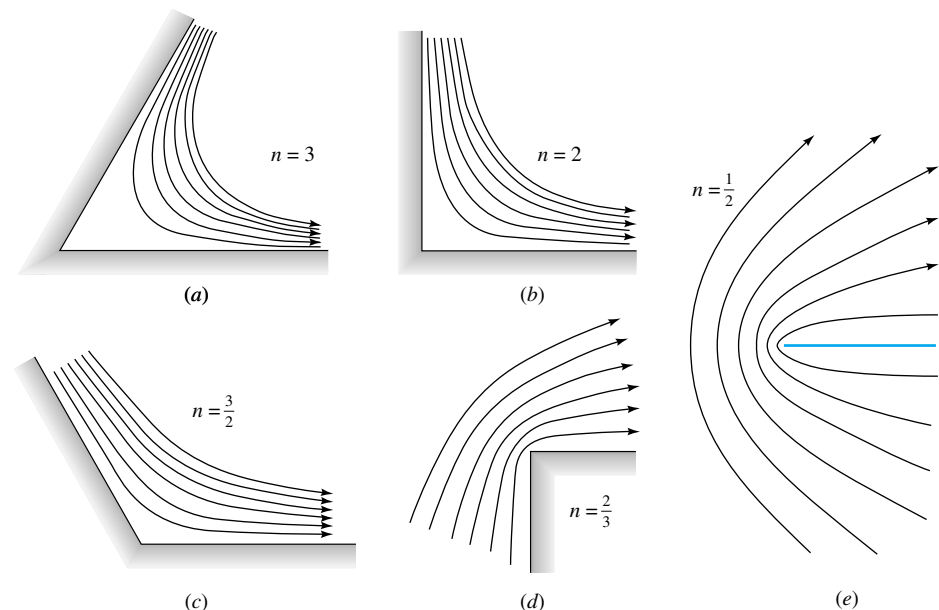 n = 3
(a)
n = 2
(b)
n = 1/2
n = 3/2
(c)
n = 2/3
(d)
(e)